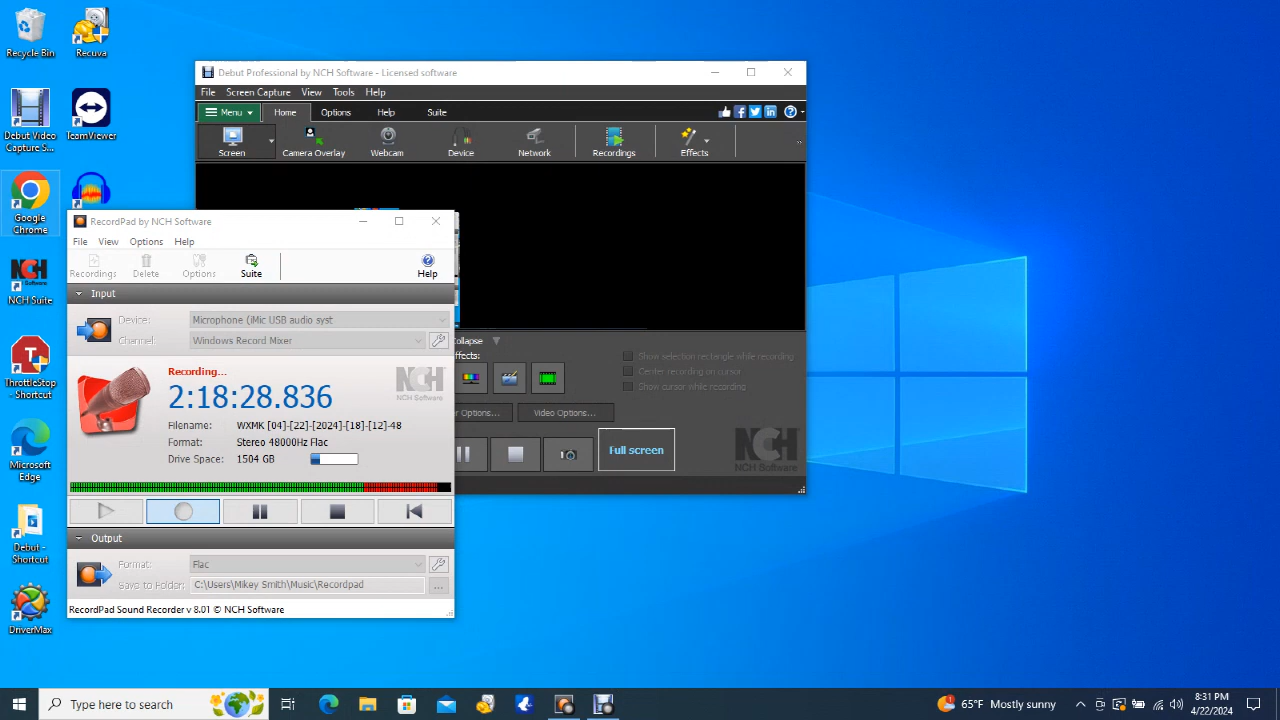 Recycle Bin
Recuva
Debut Video
Capture S...
TeamViewer
Google
Chrome
NCH
Software
NCH Suite
ThrottleStop
- Shortcut
Microsoft
Edge
Debut -
Shortcut
DriverMax
Debut Professional by NCH Software - Licensed software
File Screen Capture View Tools Help
Menu Home Options Help Suite
Screen Camera Overlay Webcam Device Network Recordings Effects
RecordPad by NCH Software
File View Options Help
Recordings Delete Options Suite Help
Input
Device: Microphone (iMic USB audio syst
Channel: Windows Record Mixer
Recording...
2:18:28.836
NCH
NCH Software
Filename: WXMK [04]-[22]-[2024]-[18]-[12]-48
Format: Stereo 48000Hz Flac
Drive Space: 1504 GB
Output
Format: Flac
Save to Folder: C:\Users\Mikey Smith\Music\Recordpad
...
RecordPad Sound Recorder v 8.01 © NCH Software
Collapse
Show selection rectangle while recording
Center recording on cursor
Show cursor while recording
Options... Video Options...
Full screen
NCH Software
Type here to search
65°F Mostly sunny
8:31 PM
4/22/2024